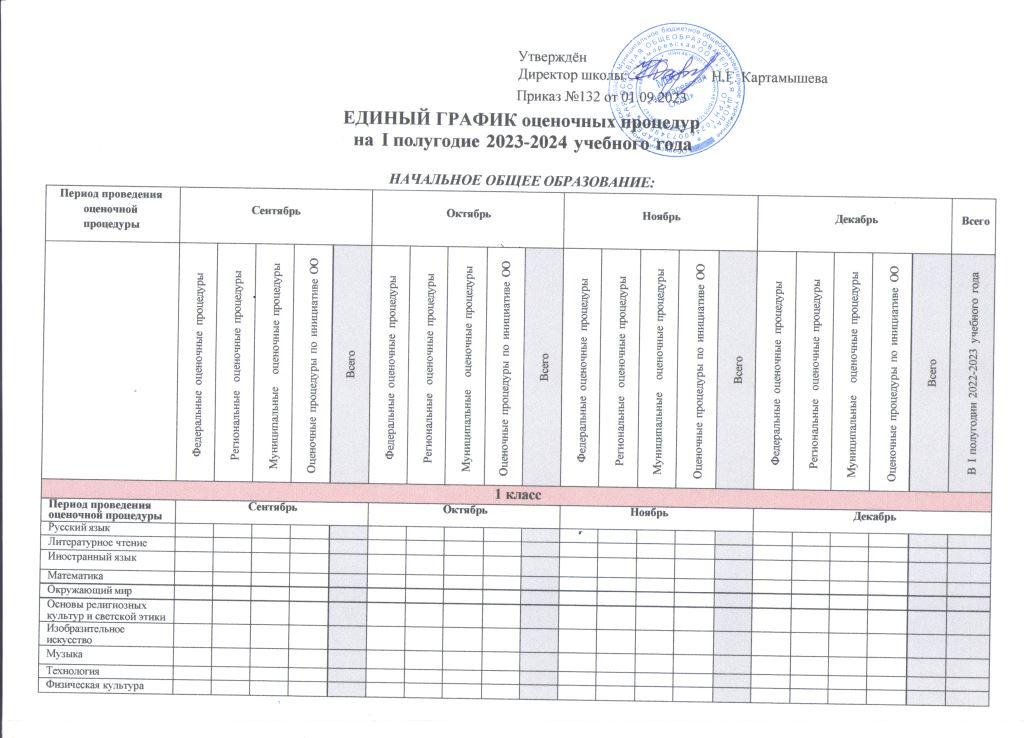 Утверждён
Директор школы Н.Г. Картамышева
Приказ №132 от 01.09.2023
ЕДИНЫЙ ГРАФИК оценочных процедур
на I полугодие 2023-2024 учебного года
НАЧАЛЬНОЕ ОБЩЕЕ ОБРАЗОВАНИЕ:
Период проведения
оценочной
процедуры
Сентябрь
Октябрь
Ноябрь
Декабрь
Всего
Федеральные оценочные процедуры
Региональные оценочные процедуры
Муниципальные оценочные процедуры
Оценочные процедуры по инициативе ОО
Всего
Федеральные оценочные процедуры
Региональные оценочные процедуры
Муниципальные оценочные процедуры
Оценочные процедуры по инициативе ОО
Всего
Федеральные оценочные процедуры
Региональные оценочные процедуры
Муниципальные оценочные процедуры
Оценочные процедуры по инициативе ОО
Всего
Федеральные оценочные процедуры
Региональные оценочные процедуры
Муниципальные оценочные процедуры
Оценочные процедуры по инициативе ОО
Всего
В I полугодии 2022-2023 учебного года
1 класс
Период проведения
оценочной процедуры
Сентябрь
Октябрь
Ноябрь
Декабрь
Русский язык
Литературное чтение
Иностранный язык
Математика
Окружающий мир
Основы религиозных
культур и светской этики
Изобразительное
искусство
Музыка
Технология
Физическая культура